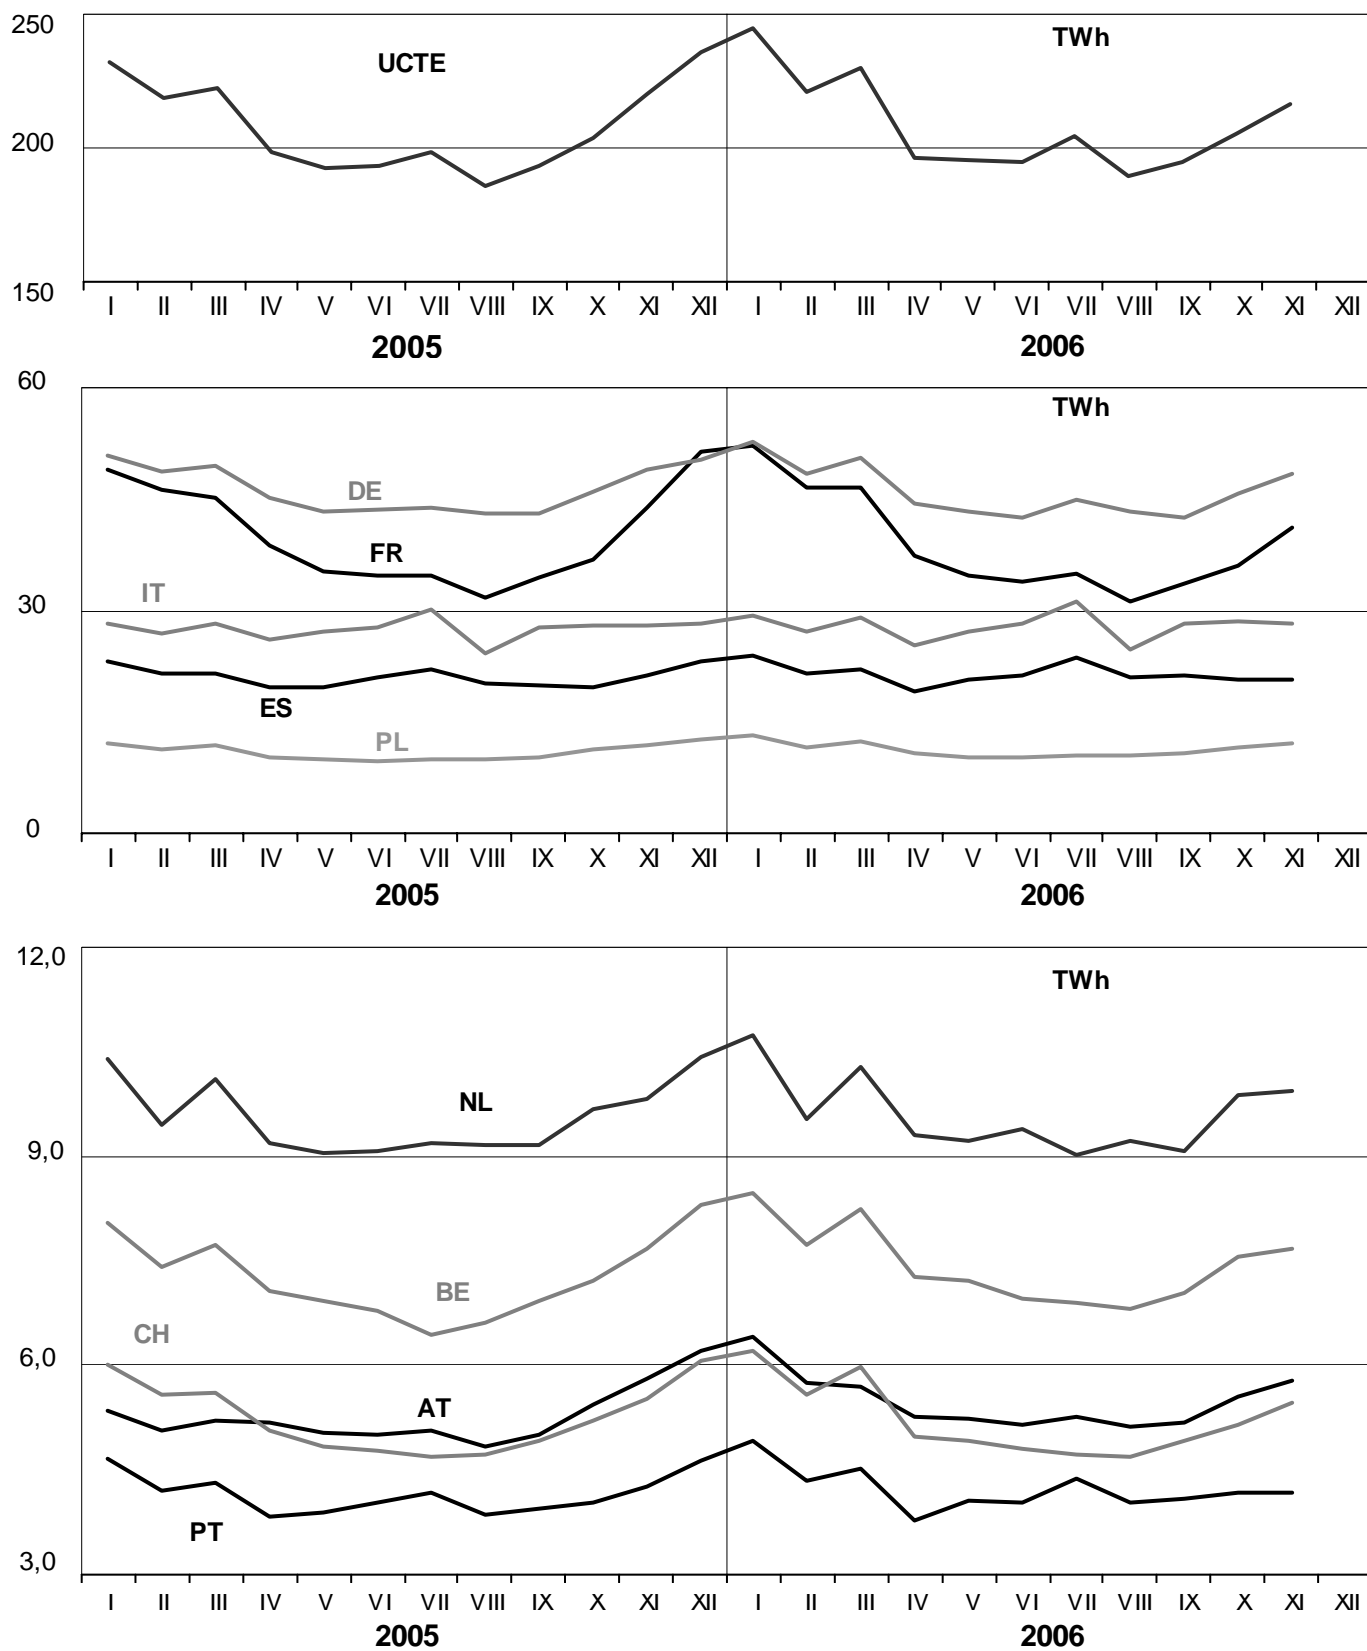 250
UCTE
TWh
200
150
I II III IV V VI VII VIII IX X XI XII I II III IV V VI VII VIII IX X XI XII
2005 2006
60
TWh
DE
FR
IT
30
ES
PL
0
I II III IV V VI VII VIII IX X XI XII I II III IV V VI VII VIII IX X XI XII
2005 2006
12,0
TWh
NL
9,0
BE
CH
6,0
AT
PT
3,0
I II III IV V VI VII VIII IX X XI XII I II III IV V VI VII VIII IX X XI XII
2005 2006